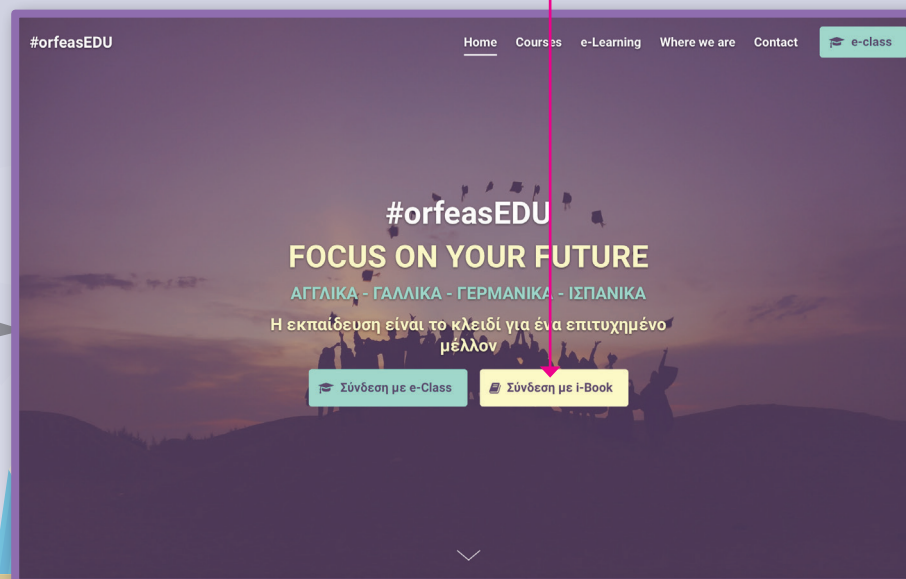 #orfeasEDU
Home Courses e-Learning Where we are Contact e-class
#orfeasEDU
FOCUS ON YOUR FUTURE
ΑΓΓΛΙΚΑ - ΓΑΛΛΙΚΑ - ΓΕΡΜΑΝΙΚΑ - ΙΣΠΑΝΙΚΑ
Η εκπαίδευση είναι το κλειδί για ένα επιτυχημένο
μέλλον
Σύνδεση με e-Class
Σύνδεση με i-Book